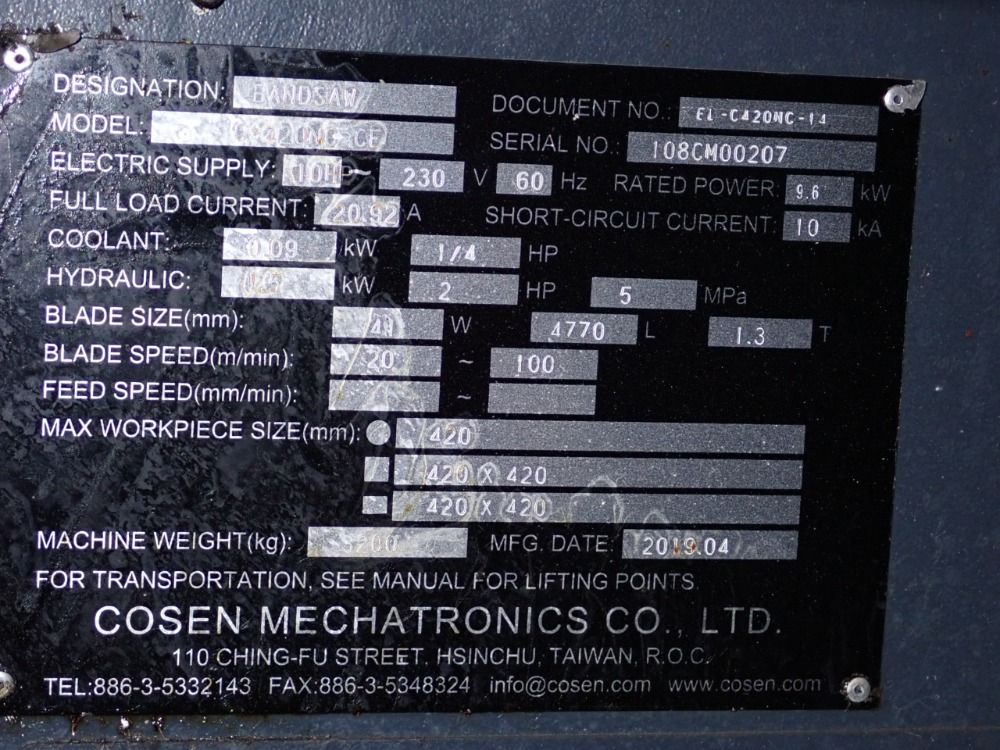 DESIGNATION: BANDSAW DOCUMENT NO.: EL-C420NC-14
MODEL: SERIAL NO.: 108CM00207
ELECTRIC SUPPLY: ~ 230 V 60 Hz RATED POWER: 9.6 kW
FULL LOAD CURRENT: 20.92 A SHORT-CIRCUIT CURRENT: 10 kA
COOLANT: 0.09 kW 1/4 HP
HYDRAULIC: kW 2 HP 5 MPa
BLADE SIZE(mm): W 4770 L 1.3 T
BLADE SPEED(m/min): 20 ~ 100
FEED SPEED(mm/min): ~
MAX WORKPIECE SIZE(mm): 420
420 X 420
420 X 420
MACHINE WEIGHT(kg): MFG. DATE: 2019.04
FOR TRANSPORTATION, SEE MANUAL FOR LIFTING POINTS.
COSEN MECHATRONICS CO., LTD.
110 CHING-FU STREET. HSINCHU, TAIWAN, R.O.C.
TEL:886-3-5332143 FAX:886-3-5348324 info@cosen.com www.cosen.com